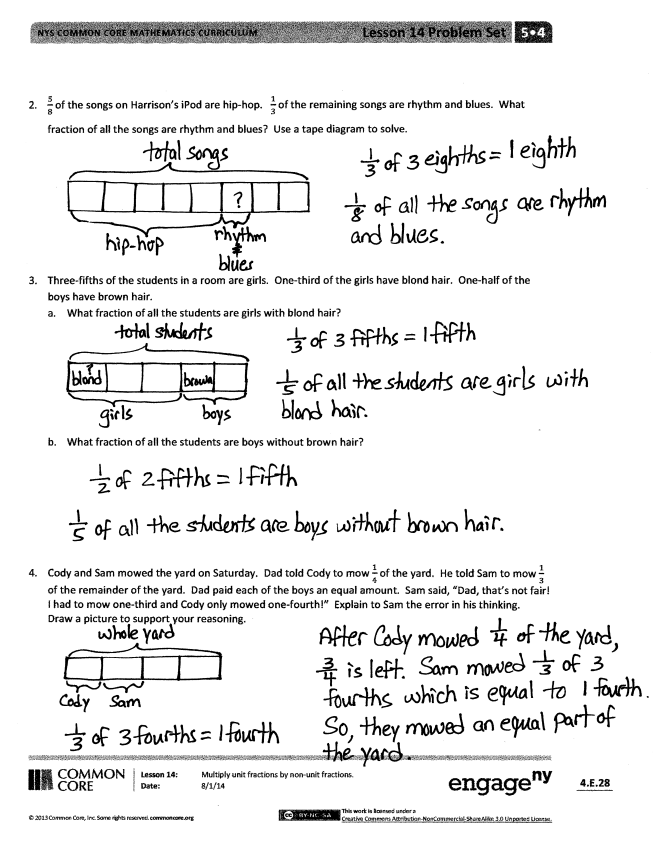 NYS COMMON CORE MATHEMATICS CURRICULUM Lesson 14 Problem Set 5•4
2. 5/8 of the songs on Harrison's iPod are hip-hop. 1/3 of the remaining songs are rhythm and blues. What
fraction of all the songs are rhythm and blues? Use a tape diagram to solve.
total songs
?
hip-hop
rhythm
+
blues
1/3 of 3 eighths = 1 eighth
1/8 of all the songs are rhythm
and blues.
3. Three-fifths of the students in a room are girls. One-third of the girls have blond hair. One-half of the
boys have brown hair.
a. What fraction of all the students are girls with blond hair?
total students
?
blond brown
girls boys
1/3 of 3 fifths = 1 fifth
1/5 of all the students are girls with
blond hair.
b. What fraction of all the students are boys without brown hair?
1/2 of 2 fifths = 1 fifth
1/5 of all the students are boys without brown hair.
4. Cody and Sam mowed the yard on Saturday. Dad told Cody to mow 1/4 of the yard. He told Sam to mow 1/3
of the remainder of the yard. Dad paid each of the boys an equal amount. Sam said, "Dad, that's not fair!
I had to mow one-third and Cody only mowed one-fourth!" Explain to Sam the error in his thinking.
Draw a picture to support your reasoning.
whole yard
Cody Sam
1/3 of 3 fourths = 1 fourth
After Cody mowed 1/4 of the yard,
3/4 is left. Sam mowed 1/3 of 3
fourths which is equal to 1 fourth.
So, they mowed an equal part of
the yard.
COMMON
CORE
Lesson 14: Multiply unit fractions by non-unit fractions.
Date: 8/1/14
engage ny
4.E.28
© 2013 Common Core, Inc. Some rights reserved. commoncore.org
CC BY-NC-SA
This work is licensed under a
Creative Commons Attribution-NonCommercial-ShareAlike 3.0 Unported License.